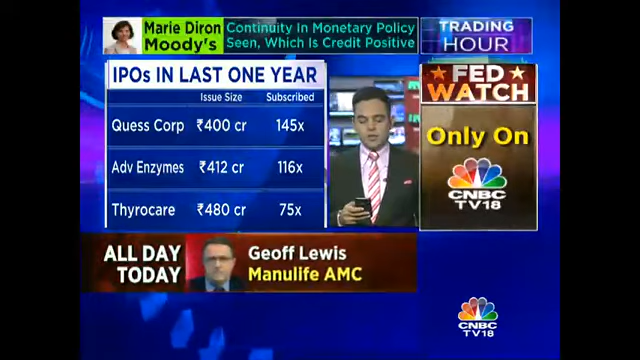 Marie Diron
Moody's
Continuity In Monetary Policy
Seen, Which Is Credit Positive
TRADING
HOUR
IPOs IN LAST ONE YEAR
Issue Size Subscribed
Quess Corp ₹400 cr 145x
Adv Enzymes ₹412 cr 116x
Thyrocare ₹480 cr 75x
FED
WATCH
Only On
CNBC
TV18
ALL DAY
TODAY
Geoff Lewis
Manulife AMC
CNBC
TV18